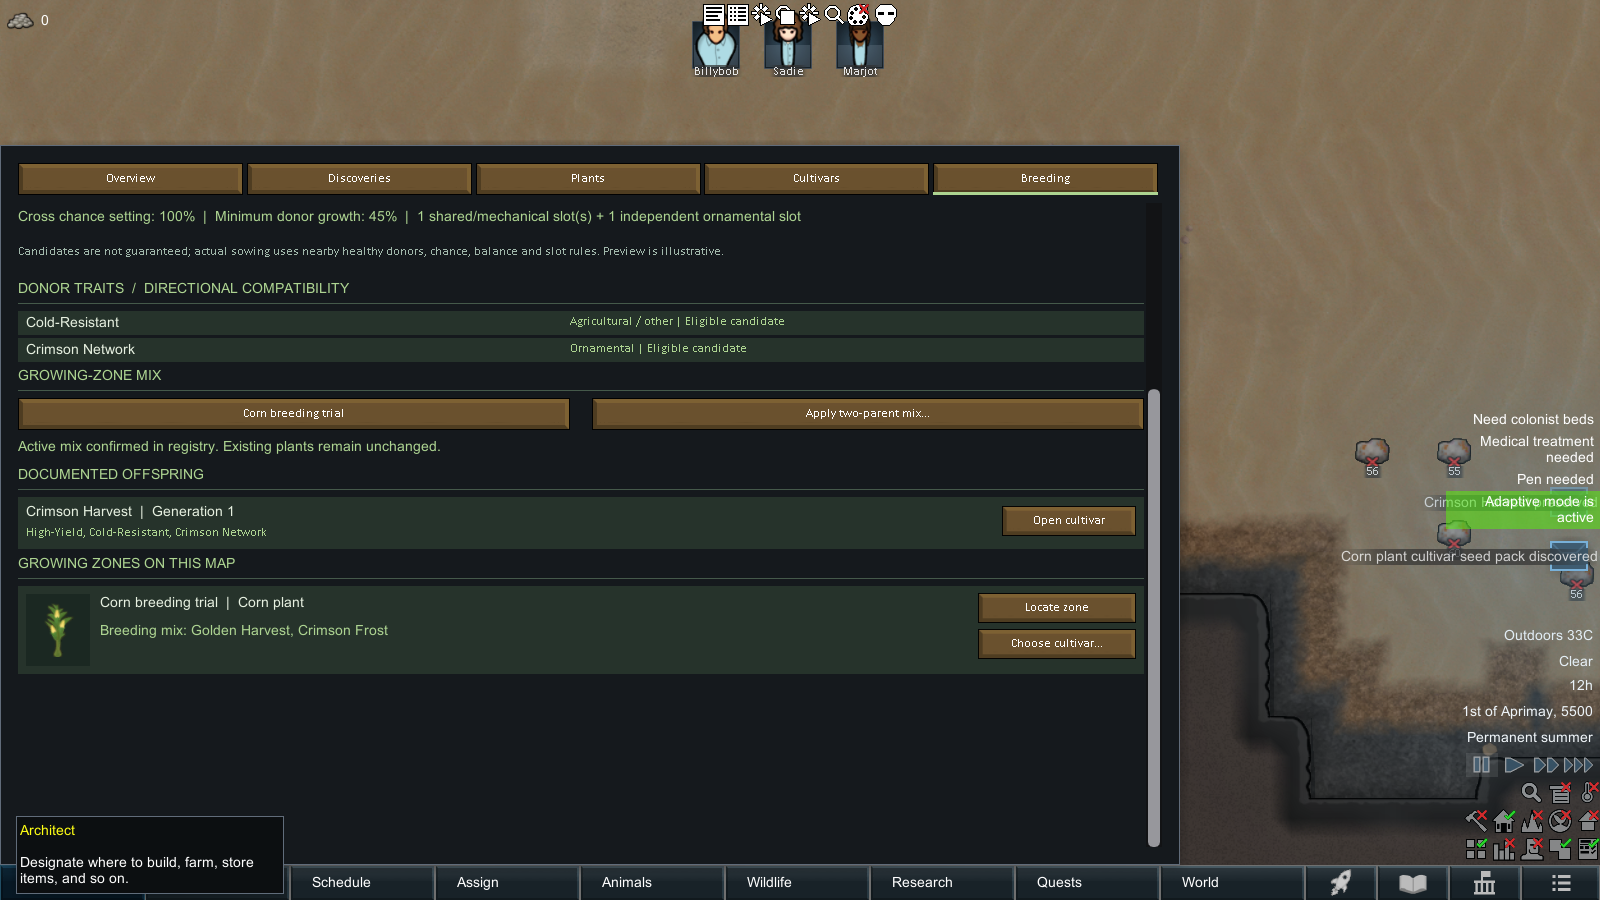 0
Billybob
Sadie
Marjot
Overview
Discoveries
Plants
Cultivars
Breeding
Cross chance setting: 100% | Minimum donor growth: 45% | 1 shared/mechanical slot(s) + 1 independent ornamental slot
Candidates are not guaranteed; actual sowing uses nearby healthy donors, chance, balance and slot rules. Preview is illustrative.
DONOR TRAITS / DIRECTIONAL COMPATIBILITY
Cold-Resistant
Agricultural / other | Eligible candidate
Crimson Network
Ornamental | Eligible candidate
GROWING-ZONE MIX
Corn breeding trial
Apply two-parent mix...
Active mix confirmed in registry. Existing plants remain unchanged.
DOCUMENTED OFFSPRING
Crimson Harvest | Generation 1
High-Yield, Cold-Resistant, Crimson Network
Open cultivar
GROWING ZONES ON THIS MAP
Corn breeding trial | Corn plant
Breeding mix: Golden Harvest, Crimson Frost
Locate zone
Choose cultivar...
Need colonist beds
Medical treatment
needed
Pen needed
Adaptive mode is
active
Crimson
Corn plant cultivar seed pack discovered
56
55
56
Outdoors 33C
Clear
12h
1st of Aprimay, 5500
Permanent summer
Architect
Designate where to build, farm, store
items, and so on.
Schedule
Assign
Animals
Wildlife
Research
Quests
World